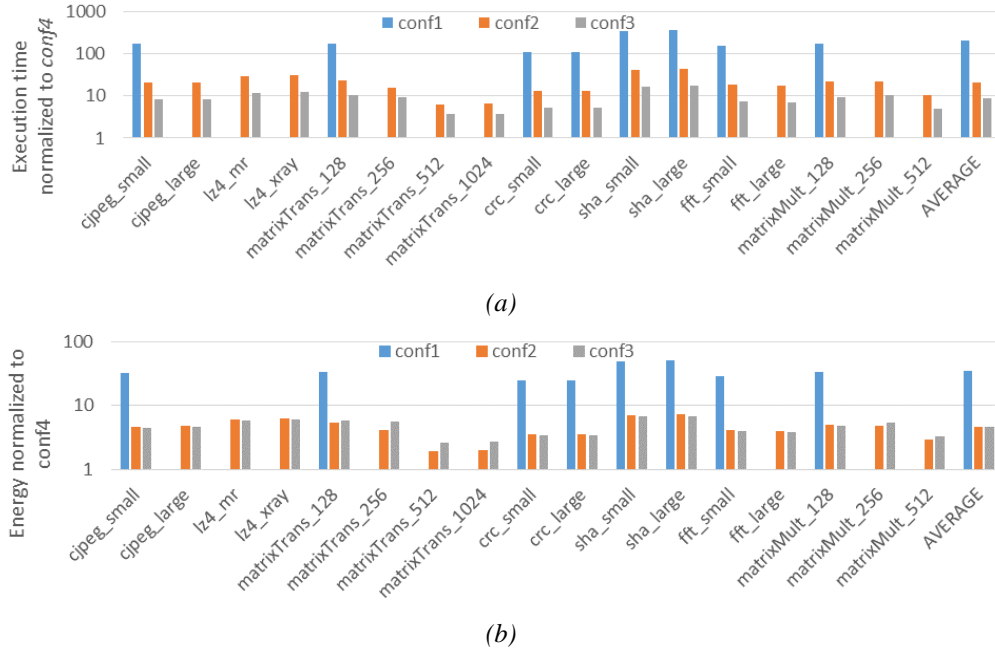 Execution time
normalized to conf4
1000
100
10
1
conf1 conf2 conf3
cjpeg_small
cjpeg_large
lz4_mr
lz4_xray
matrixTrans_128
matrixTrans_256
matrixTrans_512
matrixTrans_1024
crc_small
crc_large
sha_small
sha_large
fft_small
fft_large
matrixMult_128
matrixMult_256
matrixMult_512
AVERAGE
(a)
Energy normalized to
conf4
100
10
1
conf1 conf2 conf3
cjpeg_small
cjpeg_large
lz4_mr
lz4_xray
matrixTrans_128
matrixTrans_256
matrixTrans_512
matrixTrans_1024
crc_small
crc_large
sha_small
sha_large
fft_small
fft_large
matrixMult_128
matrixMult_256
matrixMult_512
AVERAGE
(b)